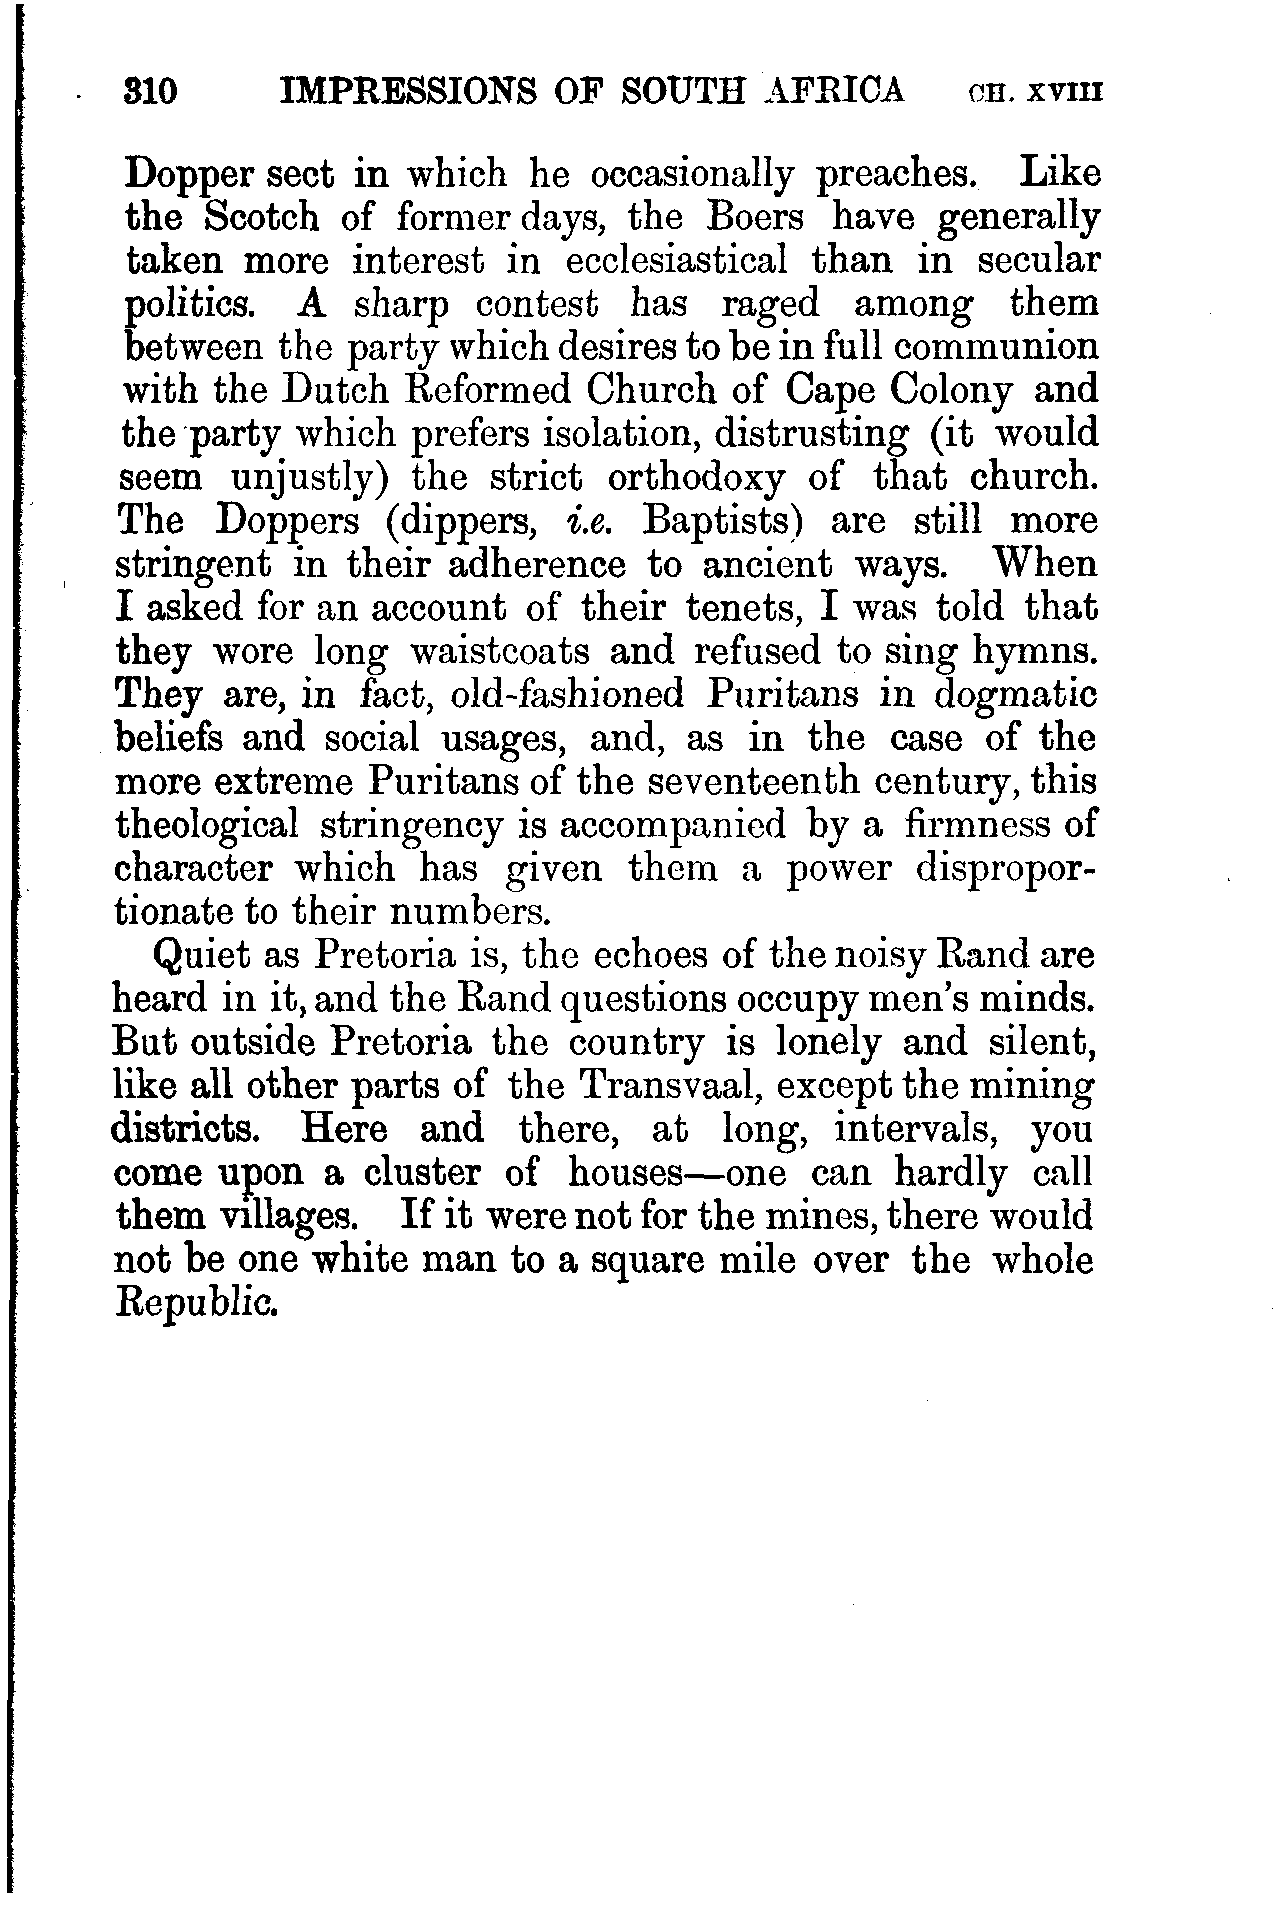 310 IMPRESSIONS OF SOUTH AFRICA CH. XVIII
Dopper sect in which he occasionally preaches. Like
the Scotch of former days, the Boers have generally
taken more interest in ecclesiastical than in secular
politics. A sharp contest has raged among them
between the party which desires to be in full communion
with the Dutch Reformed Church of Cape Colony and
the party which prefers isolation, distrusting (it would
seem unjustly) the strict orthodoxy of that church.
The Doppers (dippers, i.e. Baptists) are still more
stringent in their adherence to ancient ways. When
I asked for an account of their tenets, I was told that
they wore long waistcoats and refused to sing hymns.
They are, in fact, old-fashioned Puritans in dogmatic
beliefs and social usages, and, as in the case of the
more extreme Puritans of the seventeenth century, this
theological stringency is accompanied by a firmness of
character which has given them a power dispropor-
tionate to their numbers.
Quiet as Pretoria is, the echoes of the noisy Rand are
heard in it, and the Rand questions occupy men's minds.
But outside Pretoria the country is lonely and silent,
like all other parts of the Transvaal, except the mining
districts. Here and there, at long, intervals, you
come upon a cluster of houses—one can hardly call
them villages. If it were not for the mines, there would
not be one white man to a square mile over the whole
Republic.